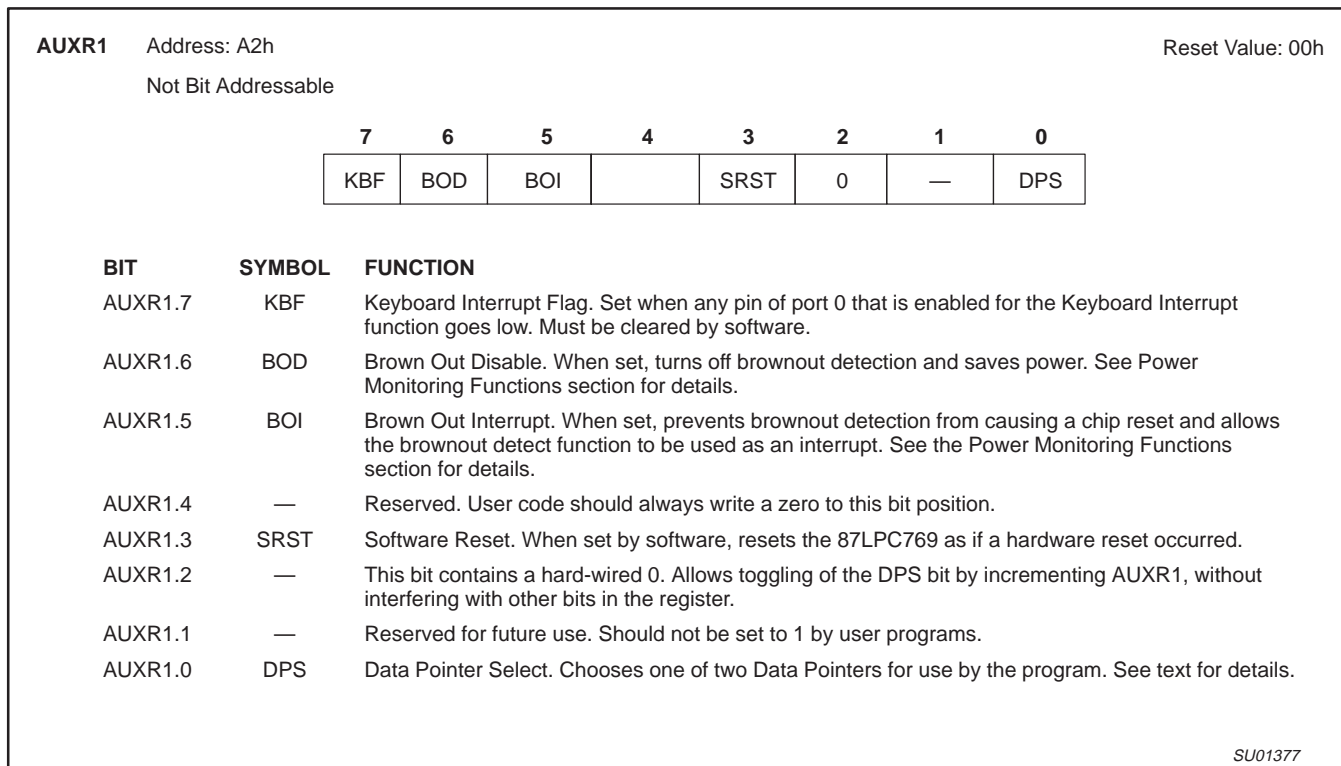 AUXR1 Address: A2h Reset Value: 00h
Not Bit Addressable
7 6 5 4 3 2 1 0
KBF BOD BOI SRST 0 — DPS
BIT SYMBOL FUNCTION
AUXR1.7 KBF Keyboard Interrupt Flag. Set when any pin of port 0 that is enabled for the Keyboard Interrupt
function goes low. Must be cleared by software.
AUXR1.6 BOD Brown Out Disable. When set, turns off brownout detection and saves power. See Power
Monitoring Functions section for details.
AUXR1.5 BOI Brown Out Interrupt. When set, prevents brownout detection from causing a chip reset and allows
the brownout detect function to be used as an interrupt. See the Power Monitoring Functions
section for details.
AUXR1.4 — Reserved. User code should always write a zero to this bit position.
AUXR1.3 SRST Software Reset. When set by software, resets the 87LPC769 as if a hardware reset occurred.
AUXR1.2 — This bit contains a hard-wired 0. Allows toggling of the DPS bit by incrementing AUXR1, without
interfering with other bits in the register.
AUXR1.1 — Reserved for future use. Should not be set to 1 by user programs.
AUXR1.0 DPS Data Pointer Select. Chooses one of two Data Pointers for use by the program. See text for details.
SU01377